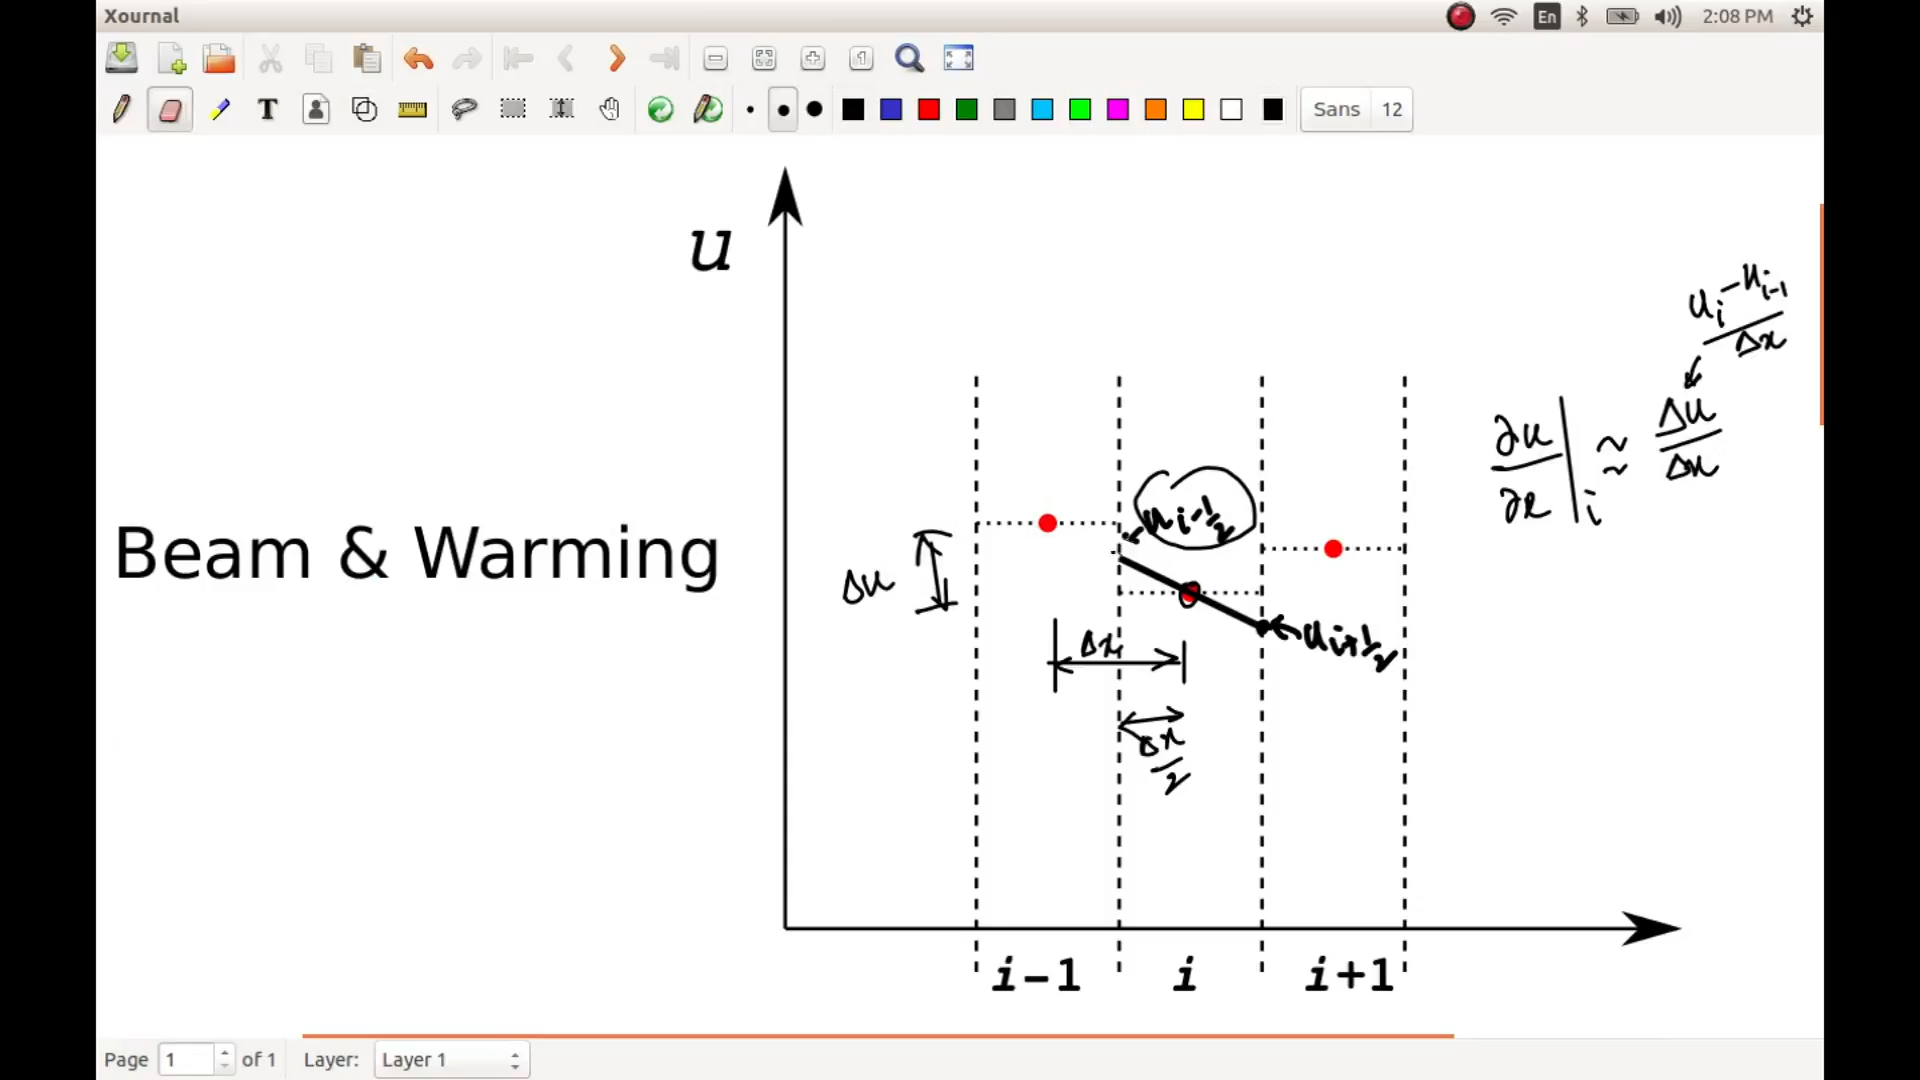 Xournal
En
2:08 PM
T
Sans 12
u
u_i - u_{i-1}
Δx
∂u/∂x |_i ≈ Δu/Δx
u_{i-1/2}
Beam & Warming
Δu
u_{i+1/2}
Δx
Δx/2
i-1 i i+1
Page 1 of 1 Layer: Layer 1